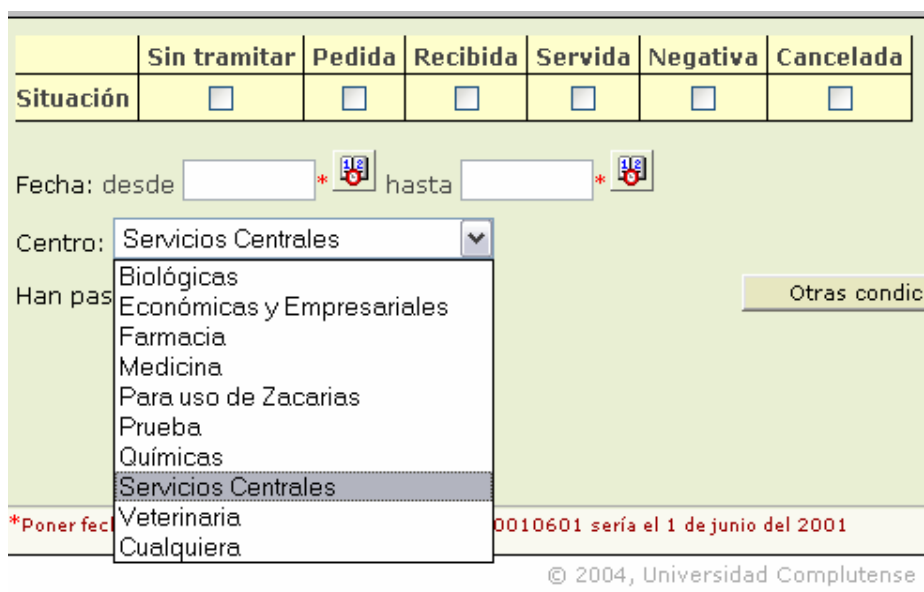 Sin tramitar Pedida Recibida Servida Negativa Cancelada
Situación
Fecha: desde * hasta *
Centro: Servicios Centrales
Biológicas
Han pas
Otras condic
Económicas y Empresariales
Farmacia
Medicina
Para uso de Zacarias
Prueba
Químicas
Servicios Centrales
Veterinaria
*Poner fec 0010601 sería el 1 de junio del 2001
Cualquiera
© 2004, Universidad Complutense